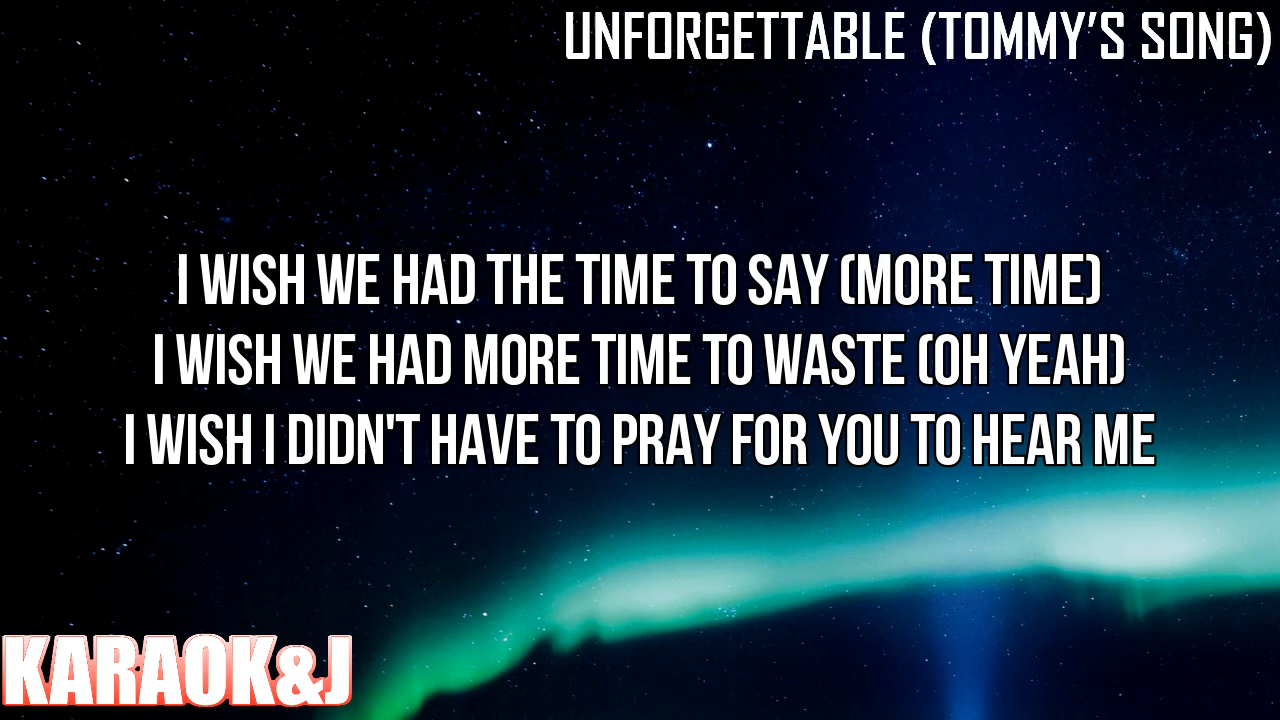 UNFORGETTABLE (TOMMY'S SONG)
I WISH WE HAD THE TIME TO SAY (MORE TIME)
I WISH WE HAD MORE TIME TO WASTE (OH YEAH)
I WISH I DIDN'T HAVE TO PRAY FOR YOU TO HEAR ME
KARAOK&J